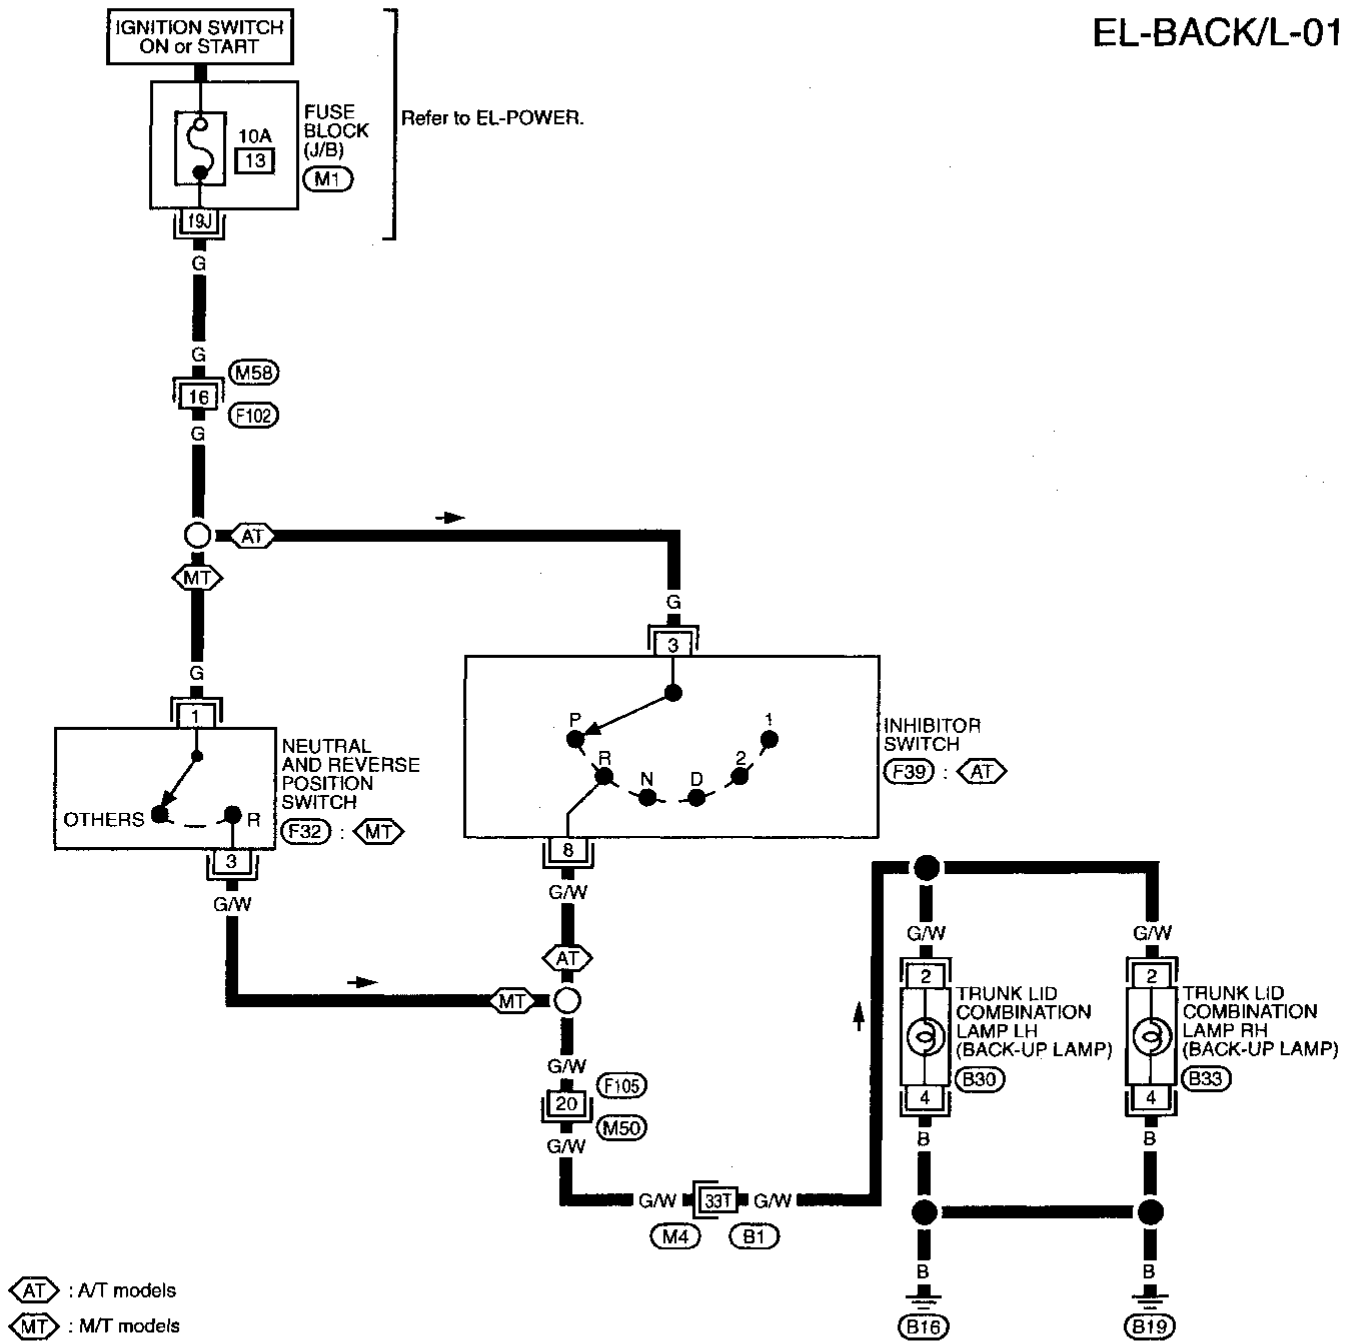 EL-BACK/L-01
IGNITION SWITCH
ON or START
FUSE
BLOCK
(J/B)
M1
10A
13
Refer to EL-POWER.
19J
G
G
M58
16
F102
G
AT
MT
G
3
G
1
NEUTRAL
AND REVERSE
POSITION
SWITCH
F32 : MT
OTHERS
R
3
G/W
P
R
N
D
2
1
INHIBITOR
SWITCH
F39 : AT
8
G/W
AT
MT
G/W
F105
20
M50
G/W
G/W
33T
G/W
M4
B1
G/W
G/W
2
TRUNK LID
COMBINATION
LAMP LH
(BACK-UP LAMP)
B30
4
B
2
TRUNK LID
COMBINATION
LAMP RH
(BACK-UP LAMP)
B33
4
B
B
B
B16
B19
AT : A/T models
MT : M/T models